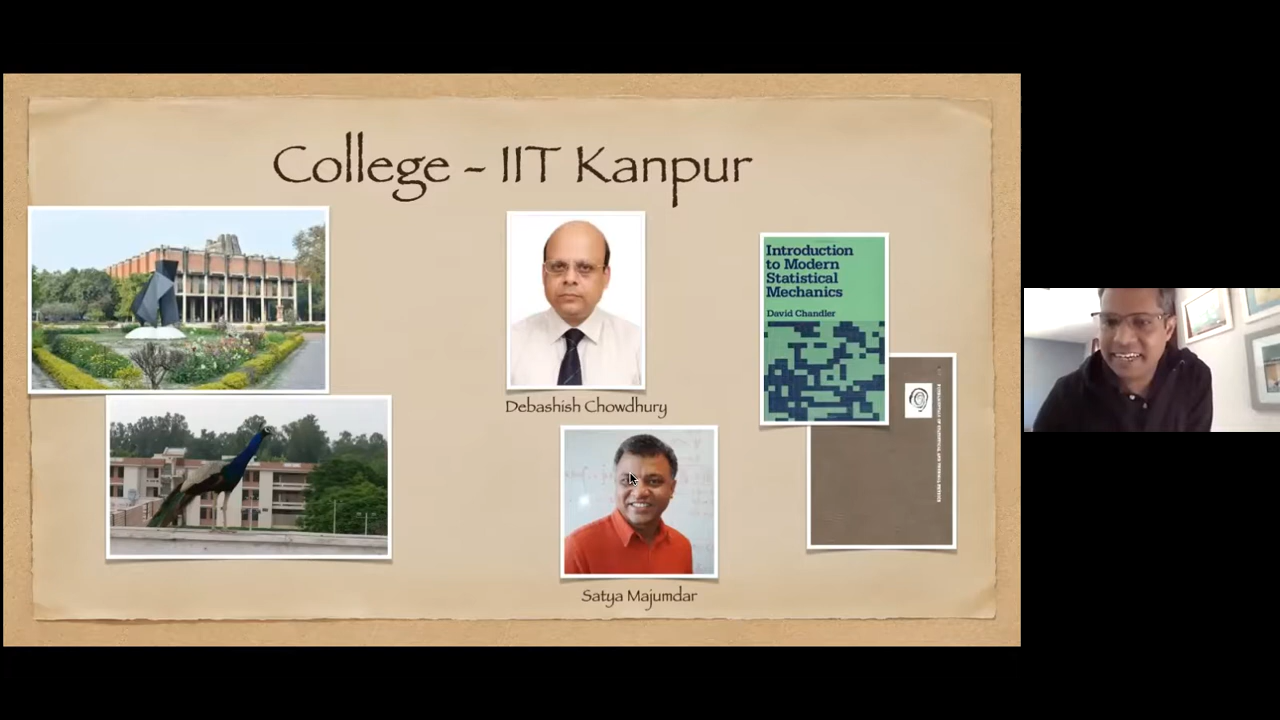 College - IIT Kanpur
Debashish Chowdhury
Satya Majumdar
Introduction
to Modern
Statistical
Mechanics
David Chandler